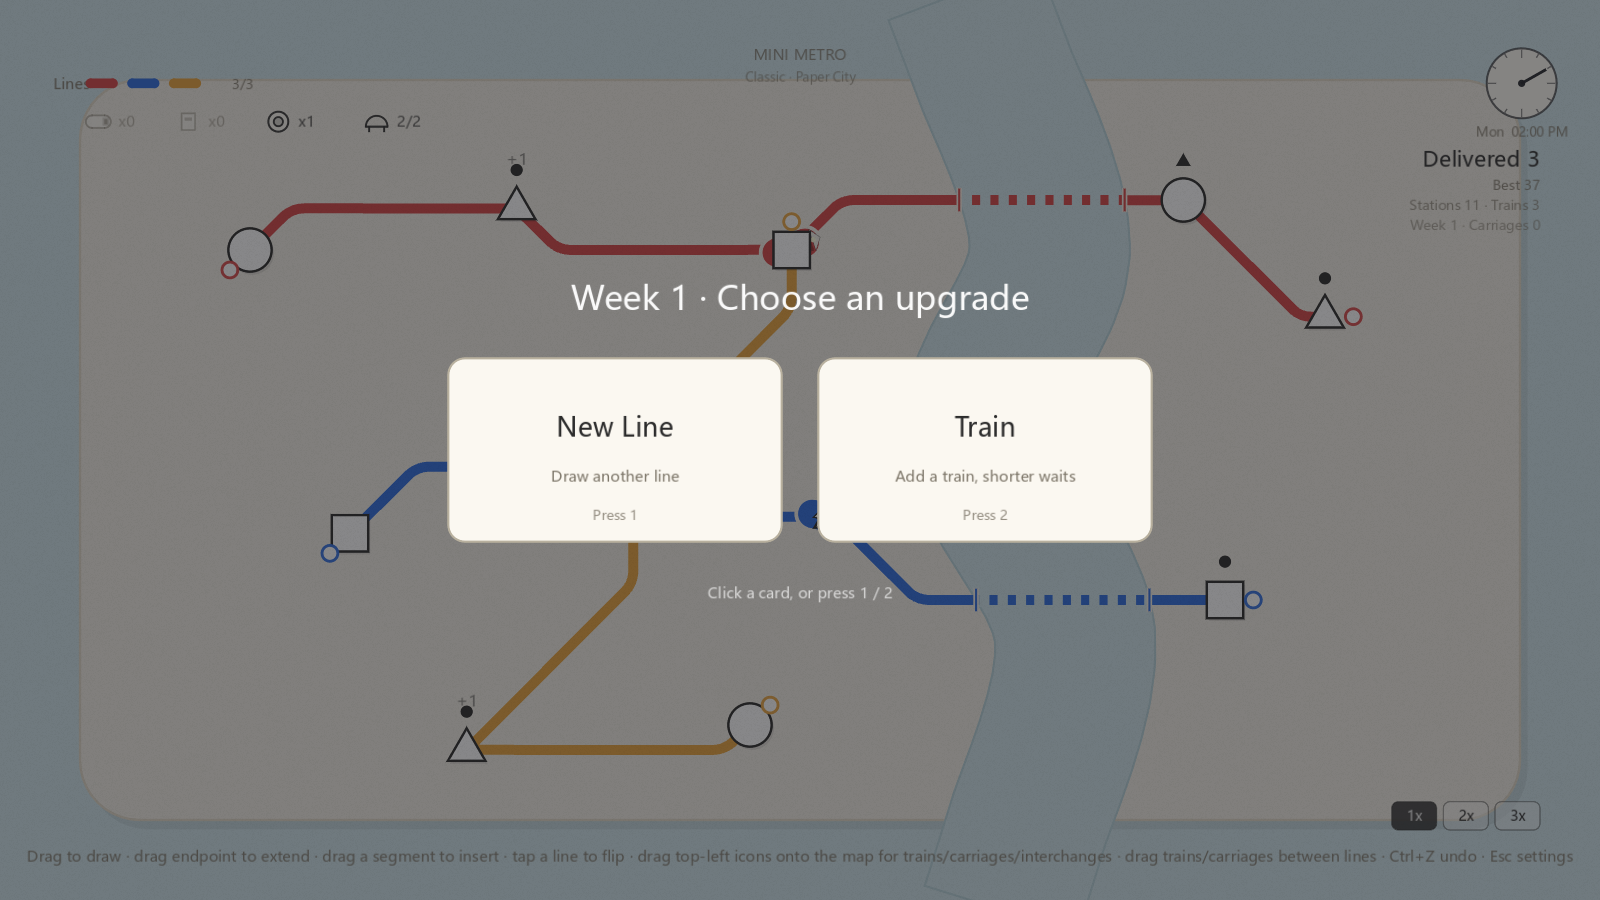 MINI METRO
Classic · Paper City
Lines
3/3
x0
x0
x1
2/2
Mon 02:00 PM
Delivered 3
Best 37
Stations 11 · Trains 3
Week 1 · Carriages 0
+1
Week 1 · Choose an upgrade
New Line
Draw another line
Press 1
Train
Add a train, shorter waits
Press 2
Click a card, or press 1 / 2
+1
1x
2x
3x
Drag to draw · drag endpoint to extend · drag a segment to insert · tap a line to flip · drag top-left icons onto the map for trains/carriages/interchanges · drag trains/carriages between lines · Ctrl+Z undo · Esc settings